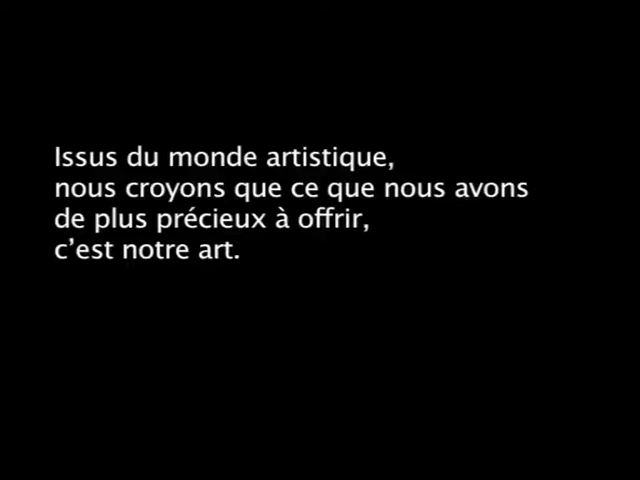 Issus du monde artistique,
nous croyons que ce que nous avons
de plus précieux à offrir,
c’est notre art.